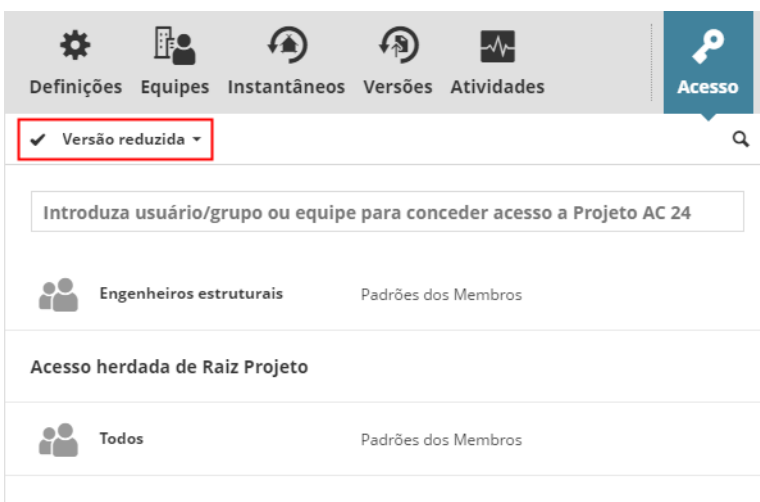 Definições Equipes Instantâneos Versões Atividades Acesso
Versão reduzida
Introduza usuário/grupo ou equipe para conceder acesso a Projeto AC 24
Engenheiros estruturais Padrões dos Membros
Acesso herdada de Raiz Projeto
Todos Padrões dos Membros